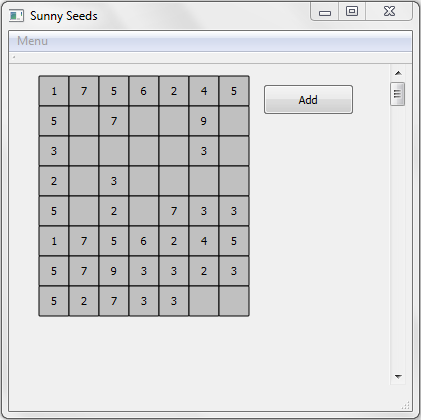 Sunny Seeds
Menu
1 7 5 6 2 4 5
5 7 9
3 3
2 3
5 2 7 3 3
1 7 5 6 2 4 5
5 7 9 3 3 2 3
5 2 7 3 3
Add